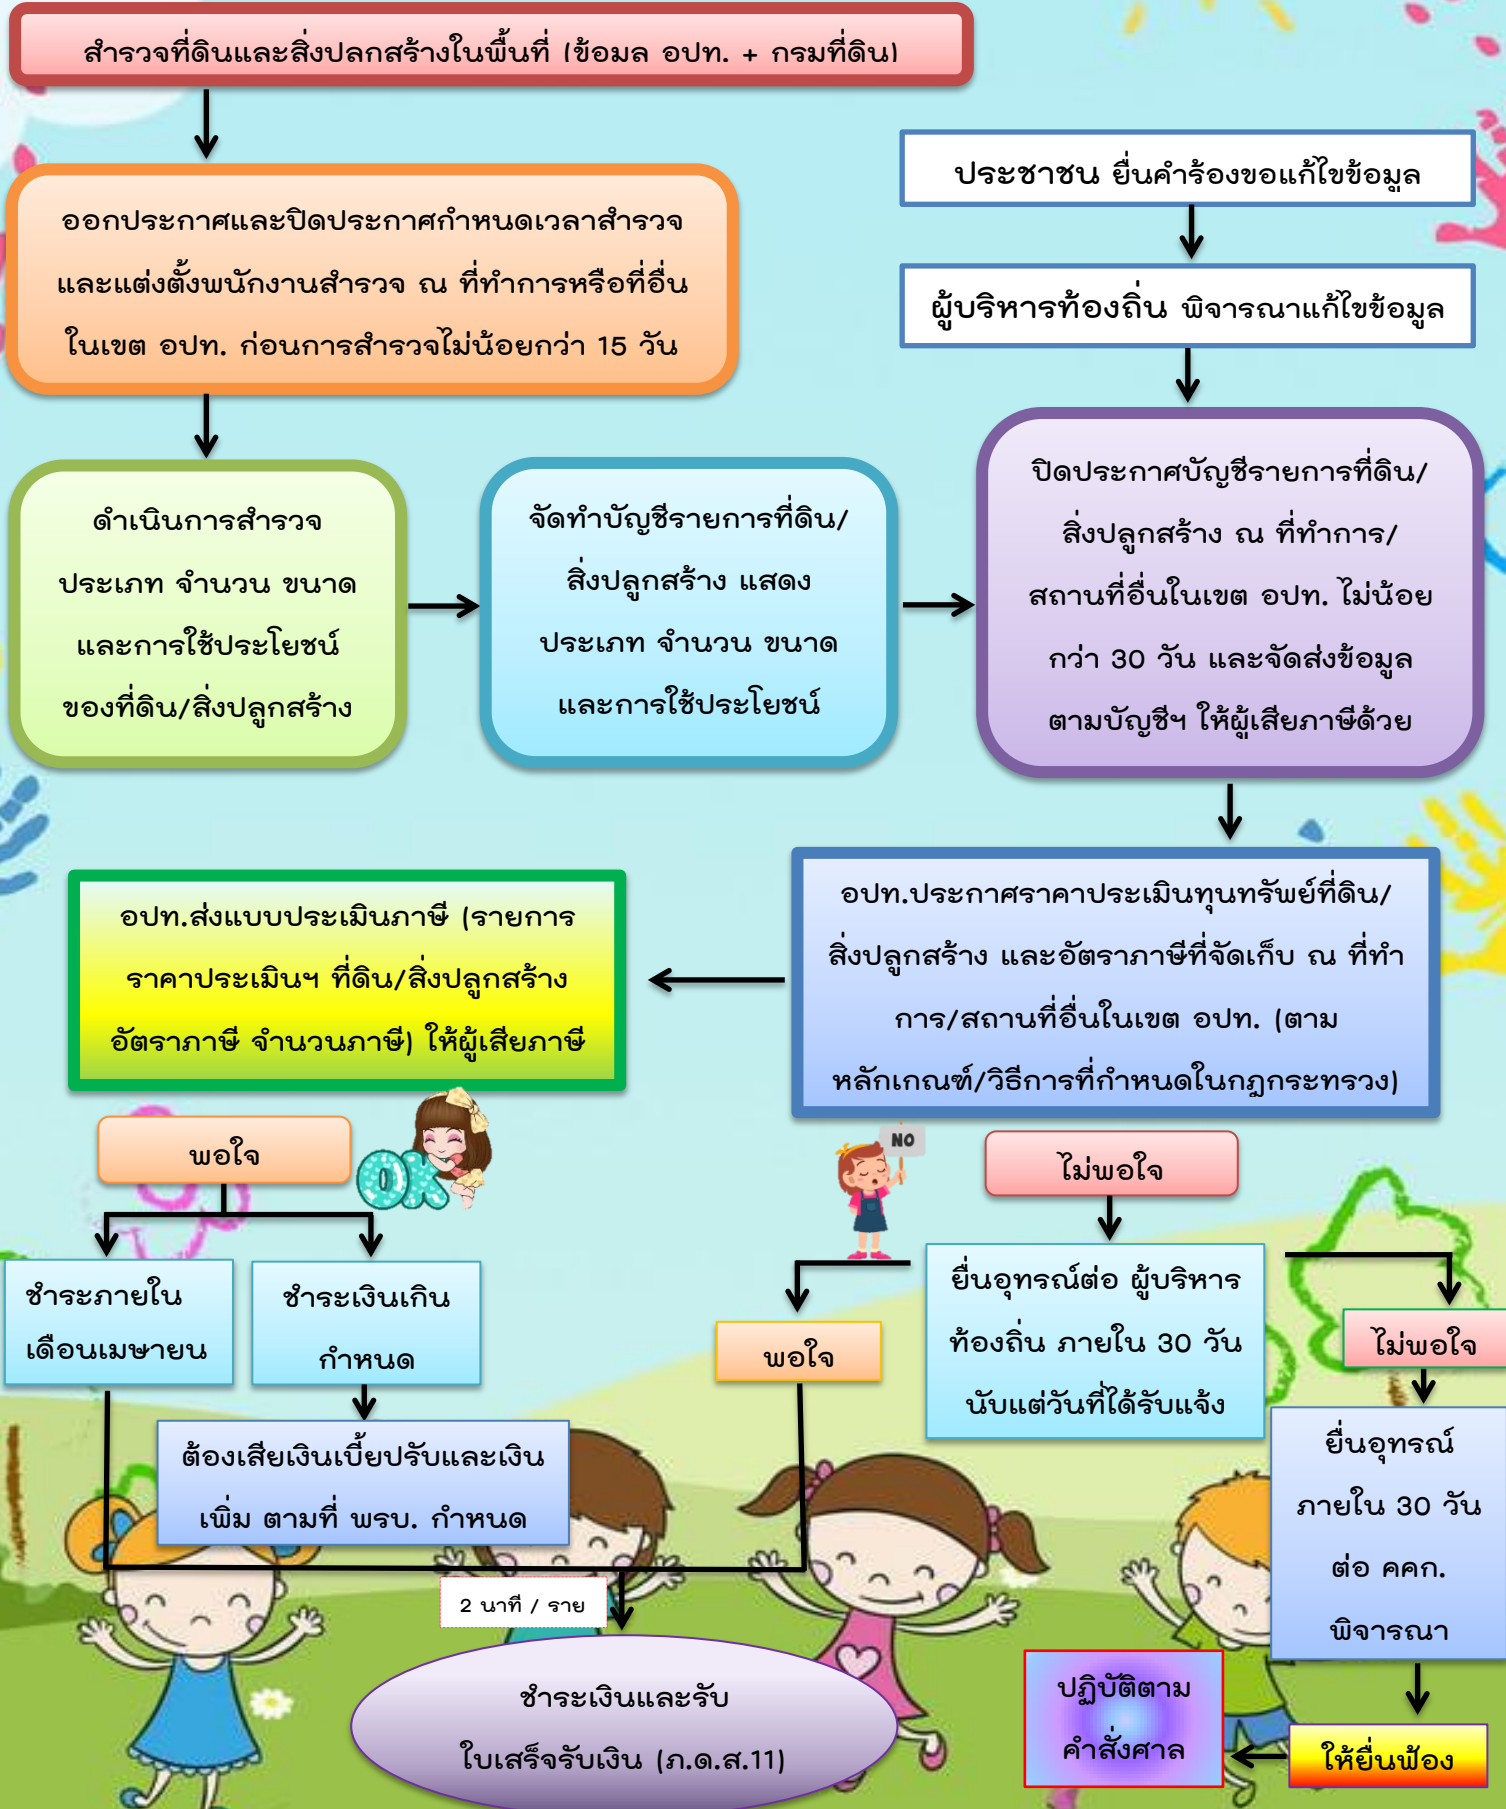 สำรวจที่ดินและสิ่งปลกสร้างในพื้นที่ (ข้อมล อปท. + กรมที่ดิน)
ออกประกาศและปิดประกาศกำหนดเวลาสำรวจ
และแต่งตั้งพนักงานสำรวจ ณ ที่ทำการหรือที่อื่น
ในเขต อปท. ก่อนการสำรวจไม่น้อยกว่า 15 วัน
ประชาชน ยื่นคำร้องขอแก้ไขข้อมูล
ผู้บริหารท้องถิ่น พิจารณาแก้ไขข้อมูล
ดำเนินการสำรวจ
ประเภท จำนวน ขนาด
และการใช้ประโยชน์
ของที่ดิน/สิ่งปลูกสร้าง
จัดทำบัญชีรายการที่ดิน/
สิ่งปลูกสร้าง แสดง
ประเภท จำนวน ขนาด
และการใช้ประโยชน์
ปิดประกาศบัญชีรายการที่ดิน/
สิ่งปลูกสร้าง ณ ที่ทำการ/
สถานที่อื่นในเขต อปท. ไม่น้อย
กว่า 30 วัน และจัดส่งข้อมูล
ตามบัญชีฯ ให้ผู้เสียภาษีด้วย
อปท.ประกาศราคาประเมินทุนทรัพย์ที่ดิน/
สิ่งปลูกสร้าง และอัตราภาษีที่จัดเก็บ ณ ที่ทำ
การ/สถานที่อื่นในเขต อปท. (ตาม
หลักเกณฑ์/วิธีการที่กำหนดในกฎกระทรวง)
อปท.ส่งแบบประเมินภาษี (รายการ
ราคาประเมินฯ ที่ดิน/สิ่งปลูกสร้าง
อัตราภาษี จำนวนภาษี) ให้ผู้เสียภาษี
พอใจ
OK
NO
ไม่พอใจ
ชำระภายใน
เดือนเมษายน
ชำระเงินเกิน
กำหนด
ต้องเสียเงินเบี้ยปรับและเงิน
เพิ่ม ตามที่ พรบ. กำหนด
พอใจ
ยื่นอุทรณ์ต่อ ผู้บริหาร
ท้องถิ่น ภายใน 30 วัน
นับแต่วันที่ได้รับแจ้ง
ไม่พอใจ
ยื่นอุทรณ์
ภายใน 30 วัน
ต่อ คคก.
พิจารณา
2 นาที / ราย
ชำระเงินและรับ
ใบเสร็จรับเงิน (ภ.ด.ส.11)
ปฏิบัติตาม
คำสั่งศาล
ให้ยื่นฟ้อง